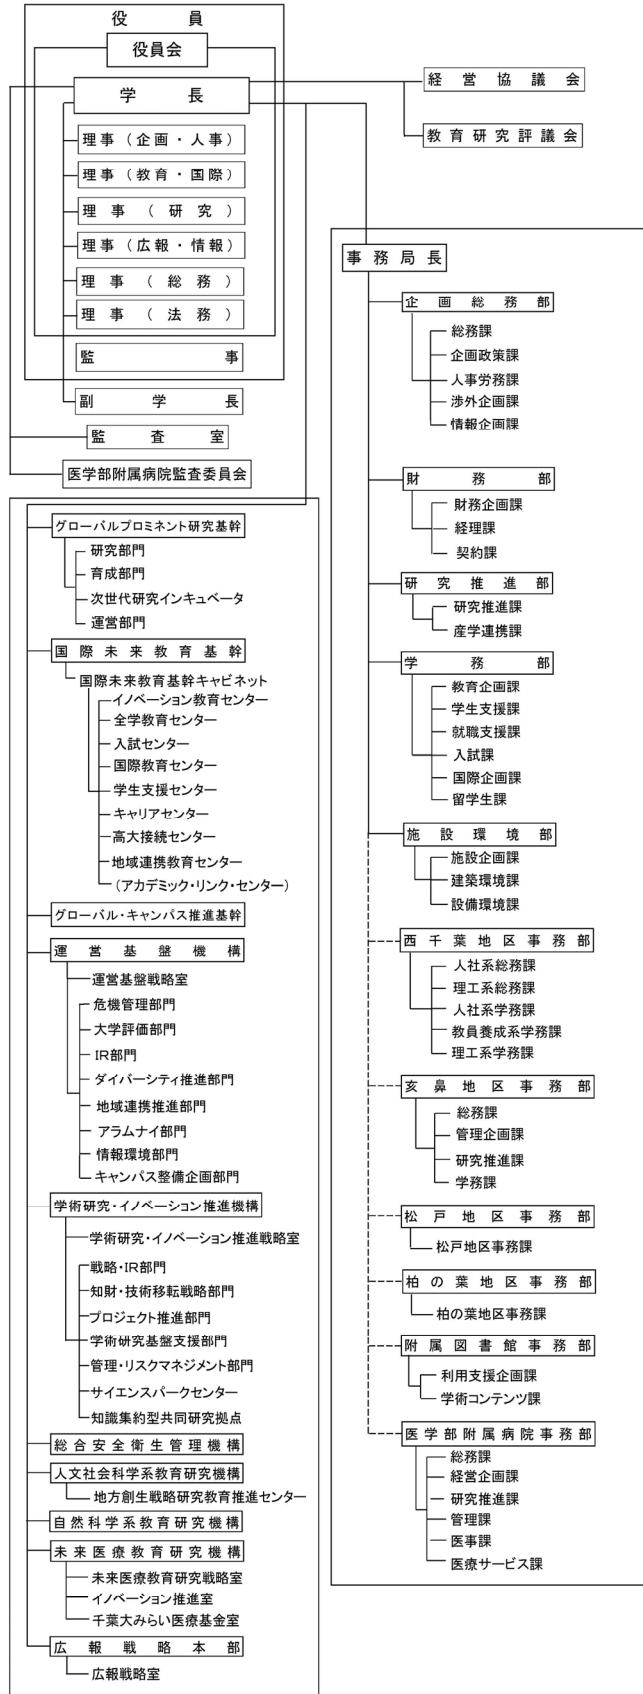 役員
役員会
学長
理事(企画・人事)
理事(教育・国際)
理事(研究)
理事(広報・情報)
理事(総務)
理事(法務)
監事
副学長
監査室
医学部附属病院監査委員会
経営協議会
教育研究評議会
グローバルプロミネント研究基幹
研究部門
育成部門
次世代研究インキュベータ
運営部門
国際未来教育基幹
国際未来教育基幹キャビネット
イノベーション教育センター
全学教育センター
入試センター
国際教育センター
学生支援センター
キャリアセンター
高大接続センター
地域連携教育センター
(アカデミック・リンク・センター)
グローバル・キャンパス推進基幹
運営基盤機構
運営基盤戦略室
危機管理部門
大学評価部門
IR部門
ダイバーシティ推進部門
地域連携推進部門
アラムナイ部門
情報環境部門
キャンパス整備企画部門
学術研究・イノベーション推進機構
学術研究・イノベーション推進戦略室
戦略・IR部門
知財・技術移転戦略部門
プロジェクト推進部門
学術研究基盤支援部門
管理・リスクマネジメント部門
サイエンスパークセンター
知識集約型共同研究拠点
総合安全衛生管理機構
人文社会科学系教育研究機構
地方創生戦略研究教育推進センター
自然科学系教育研究機構
未来医療教育研究機構
未来医療教育研究戦略室
イノベーション推進室
千葉大みらい医療基金室
広報戦略本部
広報戦略室
事務局長
企画総務部
総務課
企画政策課
人事労務課
渉外企画課
情報企画課
財務部
財務企画課
経理課
契約課
研究推進部
研究推進課
産学連携課
学務部
教育企画課
学生支援課
就職支援課
入試課
国際企画課
留学生課
施設環境部
施設企画課
建築環境課
設備環境課
西千葉地区事務部
人社系総務課
理工系総務課
人社系学務課
教員養成系学務課
理工系学務課
亥鼻地区事務部
総務課
管理企画課
研究推進課
学務課
松戸地区事務部
松戸地区事務課
柏の葉地区事務部
柏の葉地区事務課
附属図書館事務部
利用支援企画課
学術コンテンツ課
医学部附属病院事務部
総務課
経営企画課
研究推進課
管理課
医事課
医療サービス課